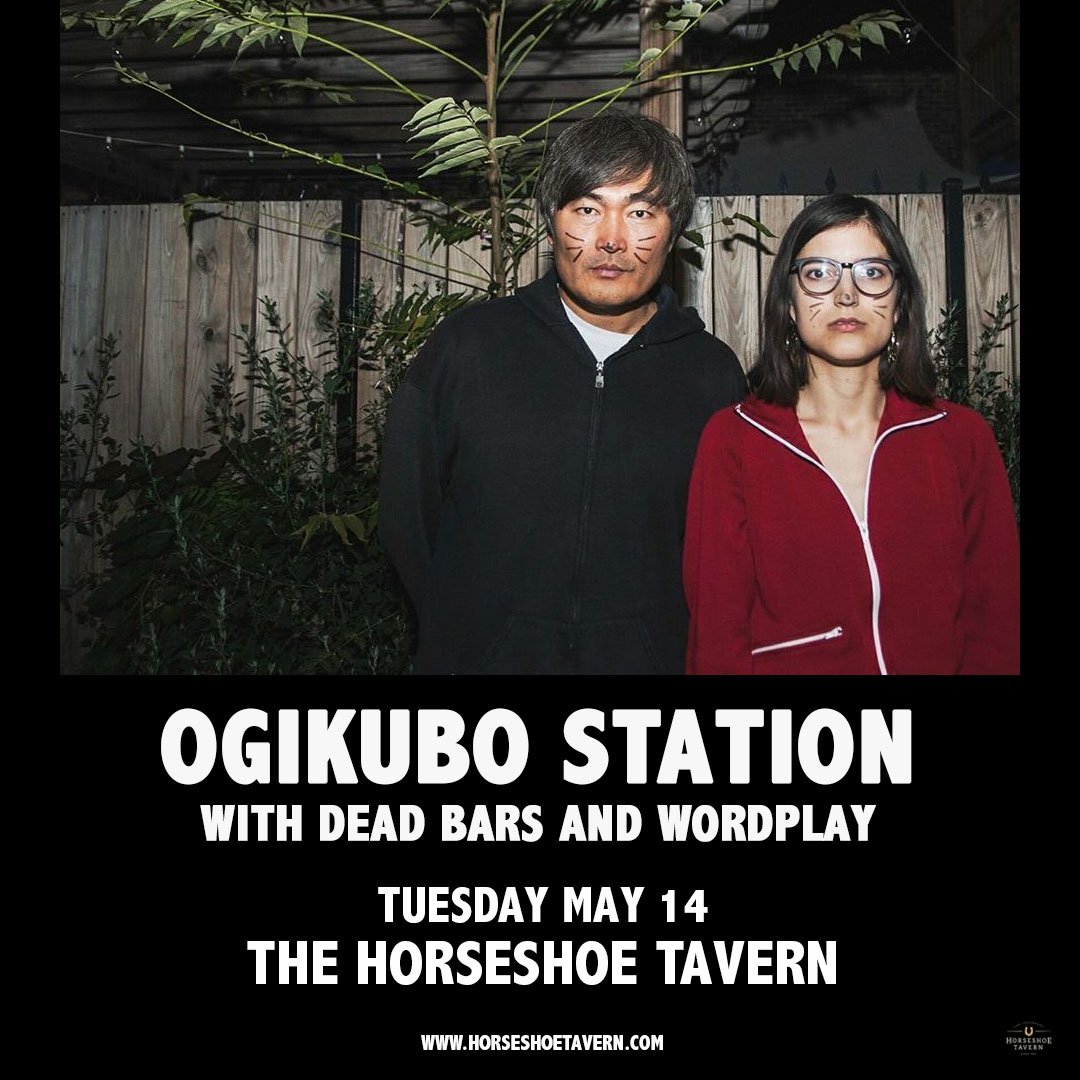 OGIKUBO STATION
WITH DEAD BARS AND WORDPLAY
TUESDAY MAY 14
THE HORSESHOE TAVERN
WWW.HORSESHOETAVERN.COM
HORSESHOE
TAVERN